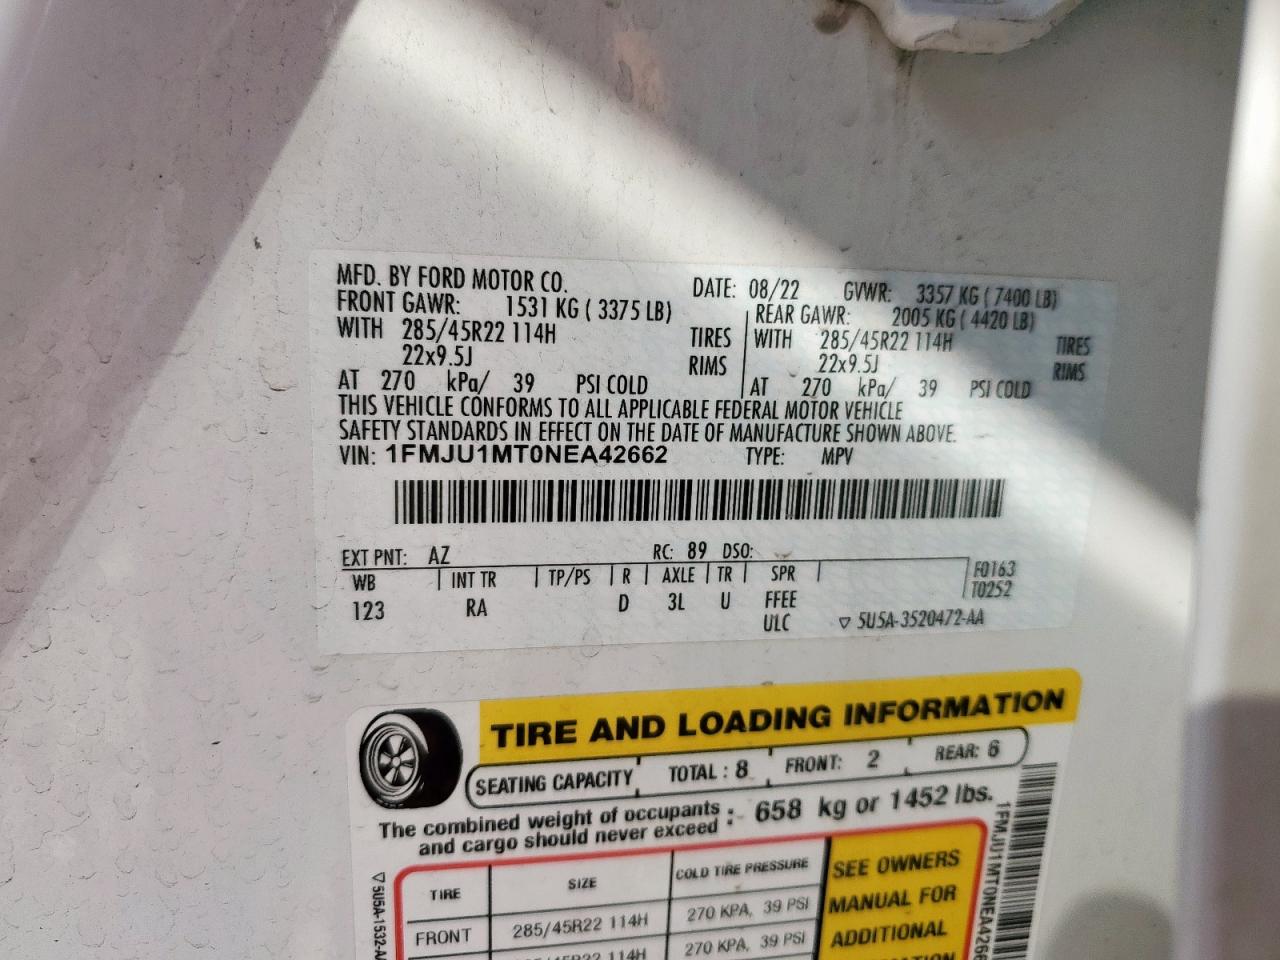 MFD. BY FORD MOTOR CO. DATE: 08/22 GVWR: 3357 KG ( 7400 LB)
FRONT GAWR: 1531 KG ( 3375 LB) REAR GAWR: 2005 KG ( 4420 LB)
WITH 285/45R22 114H TIRES WITH 285/45R22 114H TIRES
22x9.5J RIMS 22x9.5J RIMS
AT 270 kPa/ 39 PSI COLD AT 270 kPa/ 39 PSI COLD
THIS VEHICLE CONFORMS TO ALL APPLICABLE FEDERAL MOTOR VEHICLE
SAFETY STANDARDS IN EFFECT ON THE DATE OF MANUFACTURE SHOWN ABOVE.
VIN: 1FMJU1MT0NEA42662 TYPE: MPV
EXT PNT: AZ RC: 89 DSO:
WB INT TR TP/PS R AXLE TR SPR F0163
T0252
123 RA D 3L U FFEE
ULC ▽ 5U5A-3520472-AA
TIRE AND LOADING INFORMATION
SEATING CAPACITY TOTAL : 8 FRONT: 2 REAR: 6
The combined weight of occupants
and cargo should never exceed : 658 kg or 1452 lbs.
TIRE SIZE COLD TIRE PRESSURE
FRONT 285/45R22 114H 270 KPA, 39 PSI
114H 270 KPA, 39 PSI
SEE OWNERS
MANUAL FOR
ADDITIONAL
▽ 5U5A-1532-A
1FMJU1MT0NEA4266